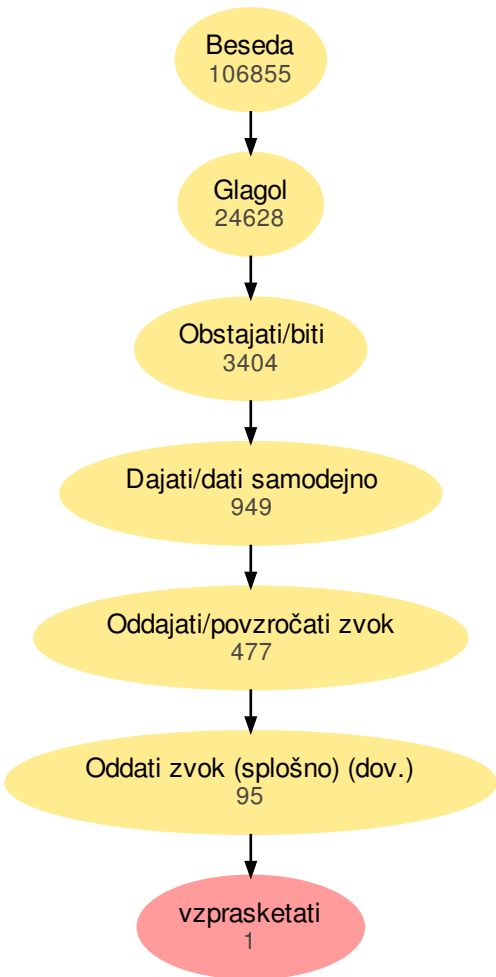 Beseda
106855
Glagol
24628
Obstajati/biti
3404
Dajati/dati samodejno
949
Oddajati/povzročati zvok
477
Oddati zvok (splošno) (dov.)
95
vzprasketati
1